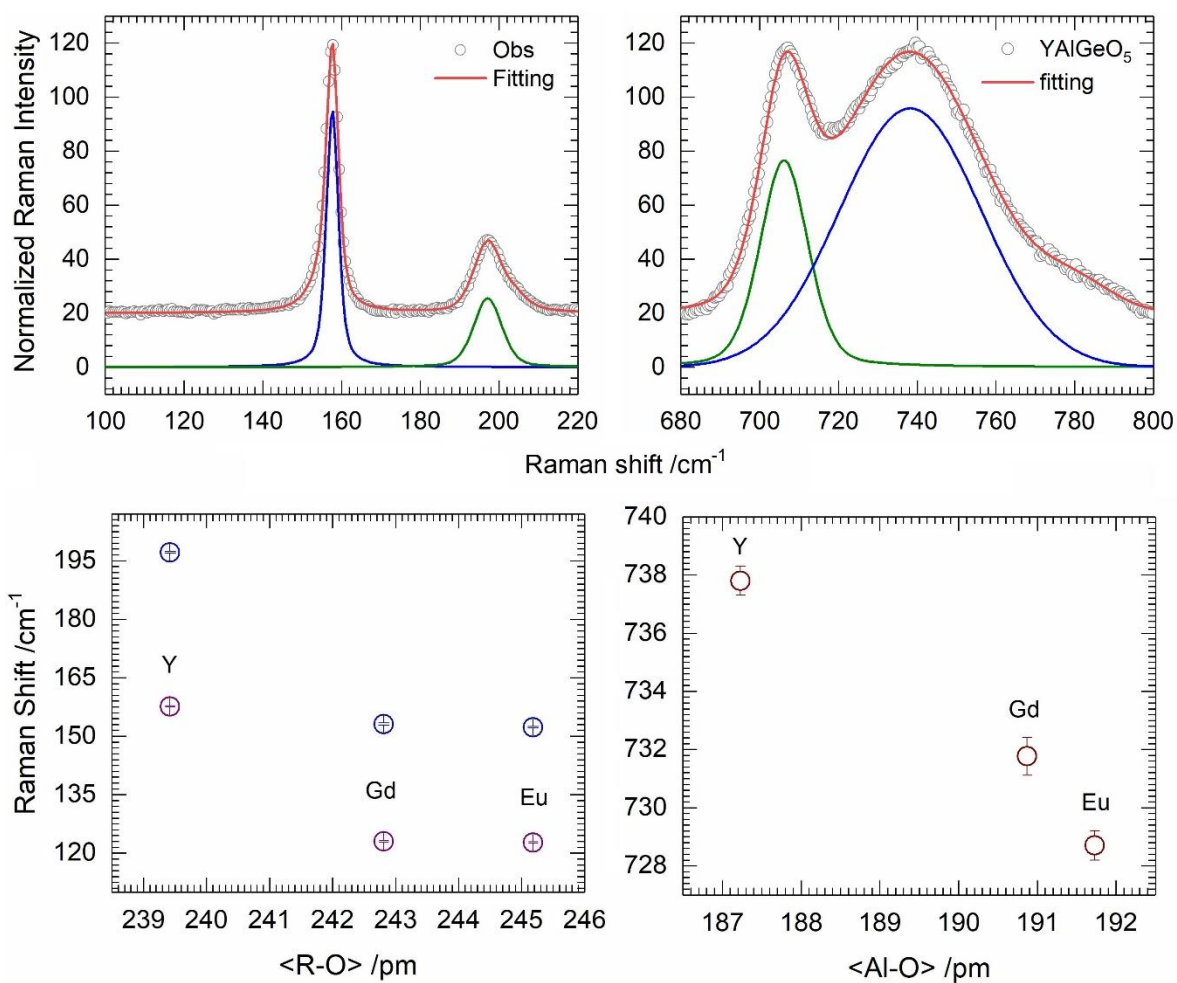 Normalized Raman Intensity
120
100
80
60
40
20
0
Obs
Fitting
100 120 140 160 180 200 220
120
100
80
60
40
20
0
YAlGeO5
fitting
680 700 720 740 760 780 800
Raman shift /cm-1
Raman Shift/cm-1
195
180
165
150
135
120
Y
Gd
Eu
239 240 241 242 243 244 245 246
<R-O> /pm
740
738
736
734
732
730
728
Y
Gd
Eu
187 188 189 190 191 192
<Al-O> /pm